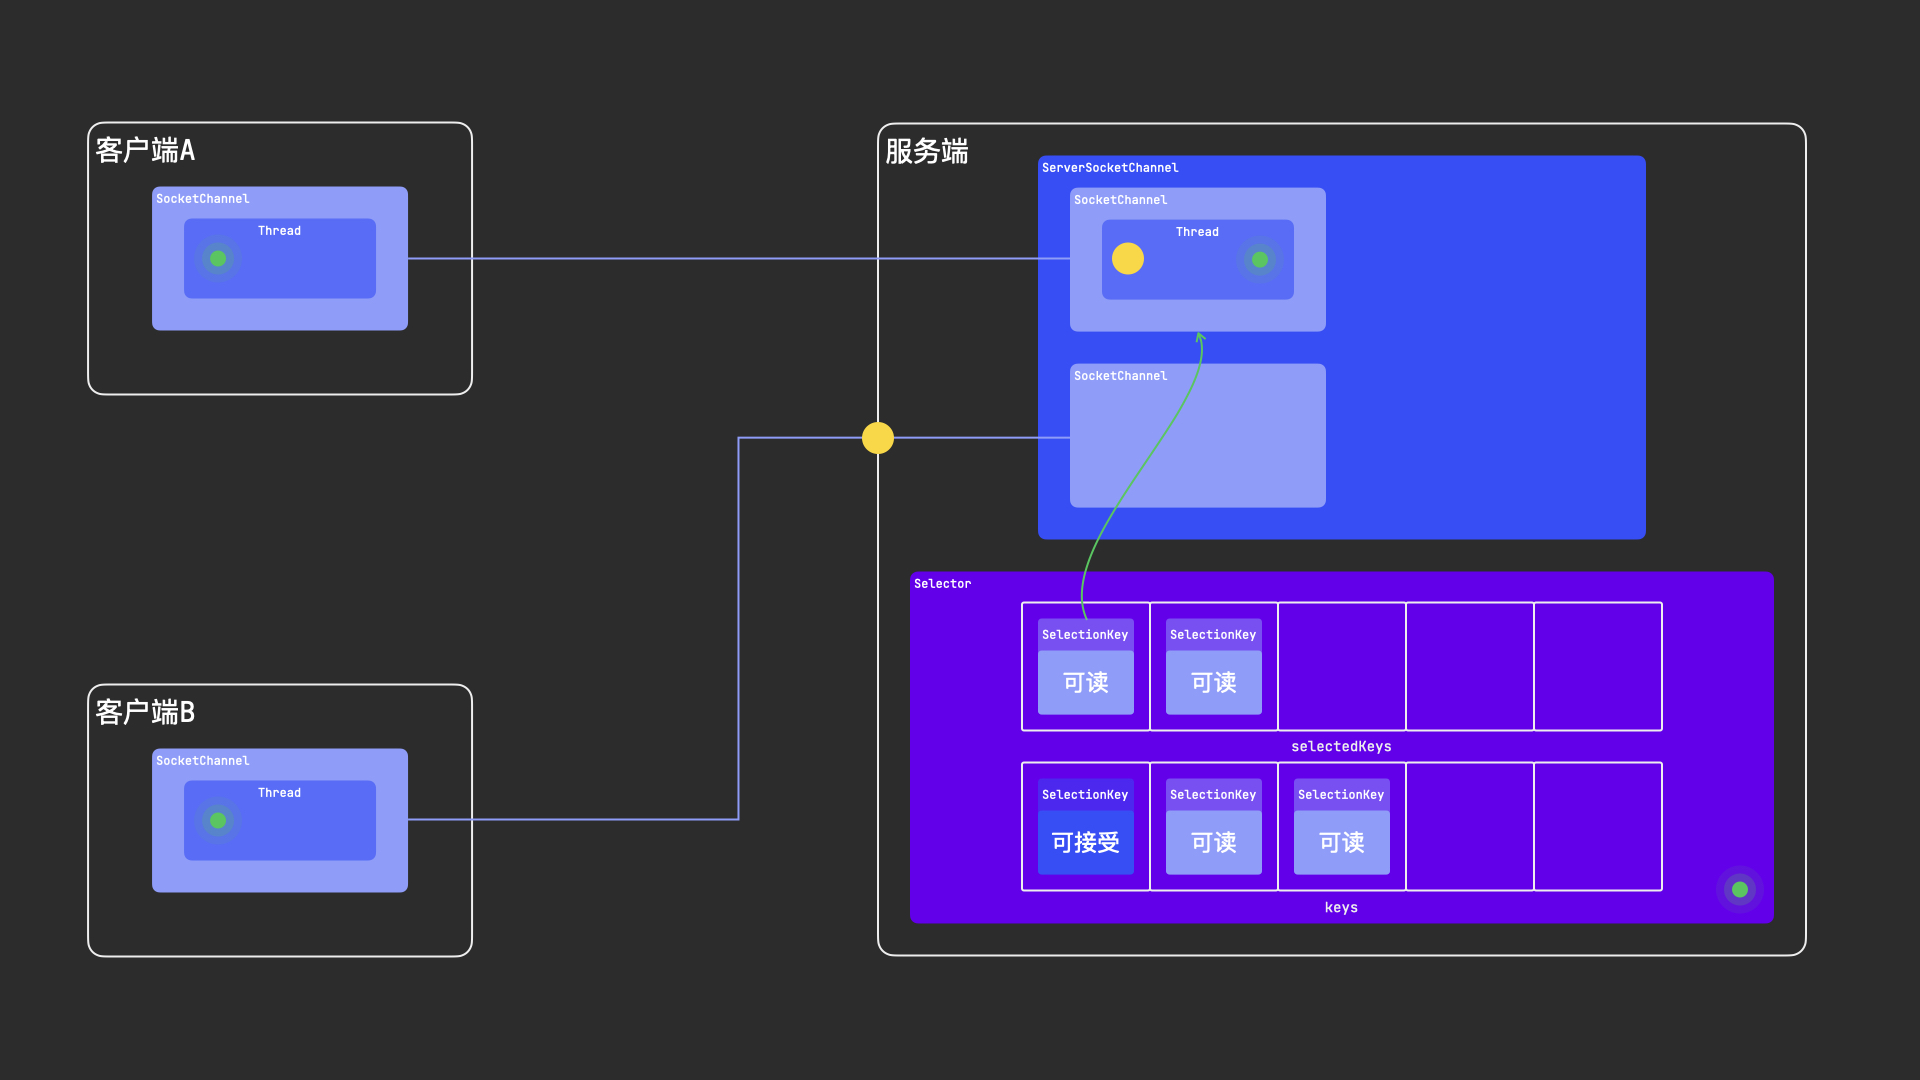 客户端A
SocketChannel
Thread
客户端B
SocketChannel
Thread
服务端
ServerSocketChannel
SocketChannel
Thread
SocketChannel
Selector
SelectionKey SelectionKey
可读 可读
selectedKeys
SelectionKey SelectionKey SelectionKey
可接受 可读 可读
keys